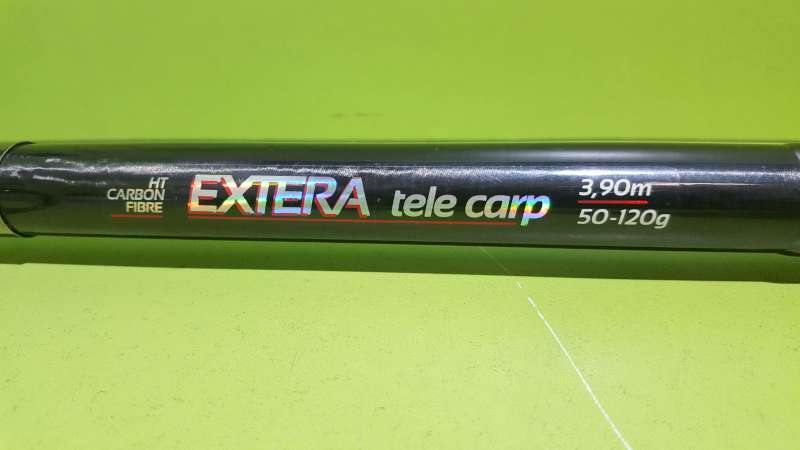 HT
CARBON
FIBRE
EXTERA tele carp
3,90m
50-120g